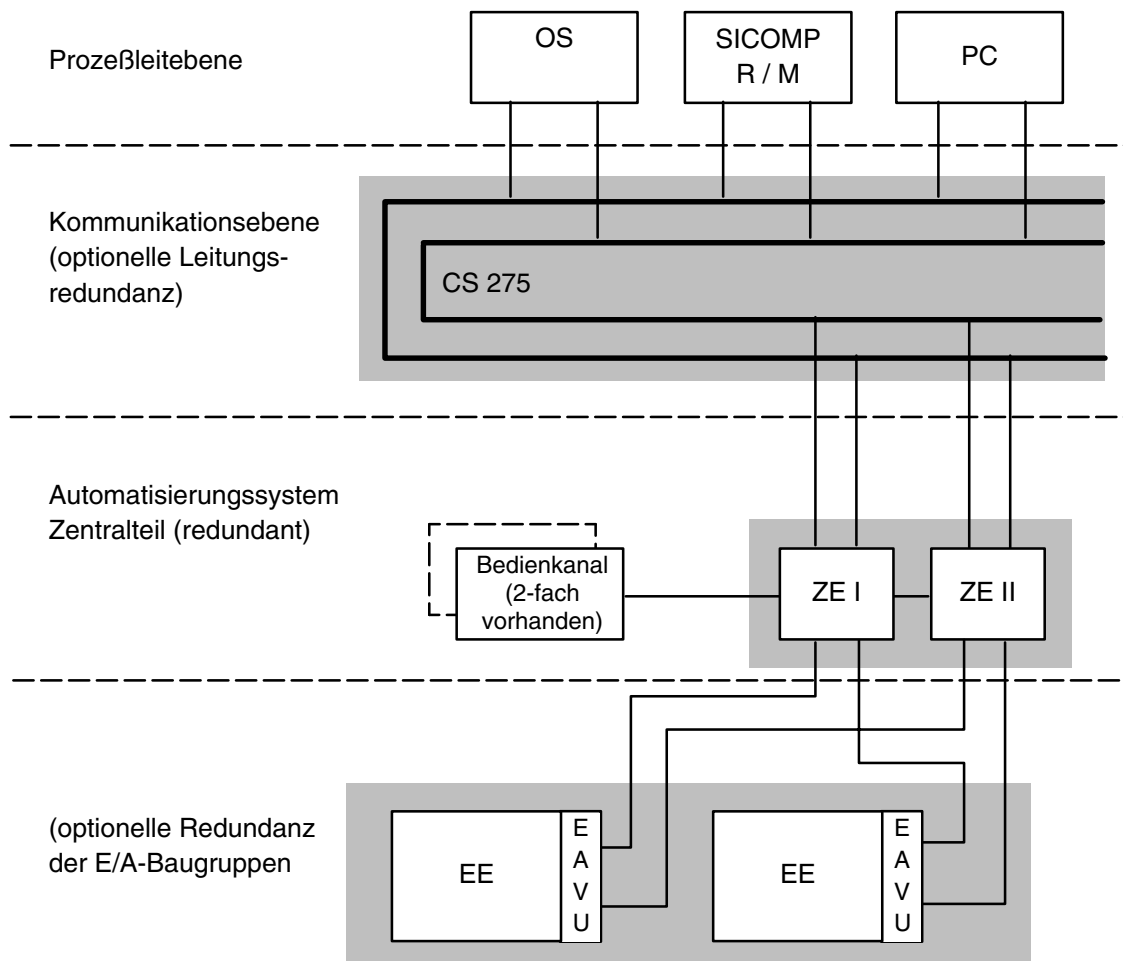 Prozeßleitebene
OS
SICOMP
R / M
PC
Kommunikationsebene
(optionelle Leitungs-
redundanz)
CS 275
Automatisierungssystem
Zentralteil (redundant)
Bedienkanal
(2-fach
vorhanden)
ZE I
ZE II
(optionelle Redundanz
der E/A-Baugruppen
EE
E
A
V
U
EE
E
A
V
U